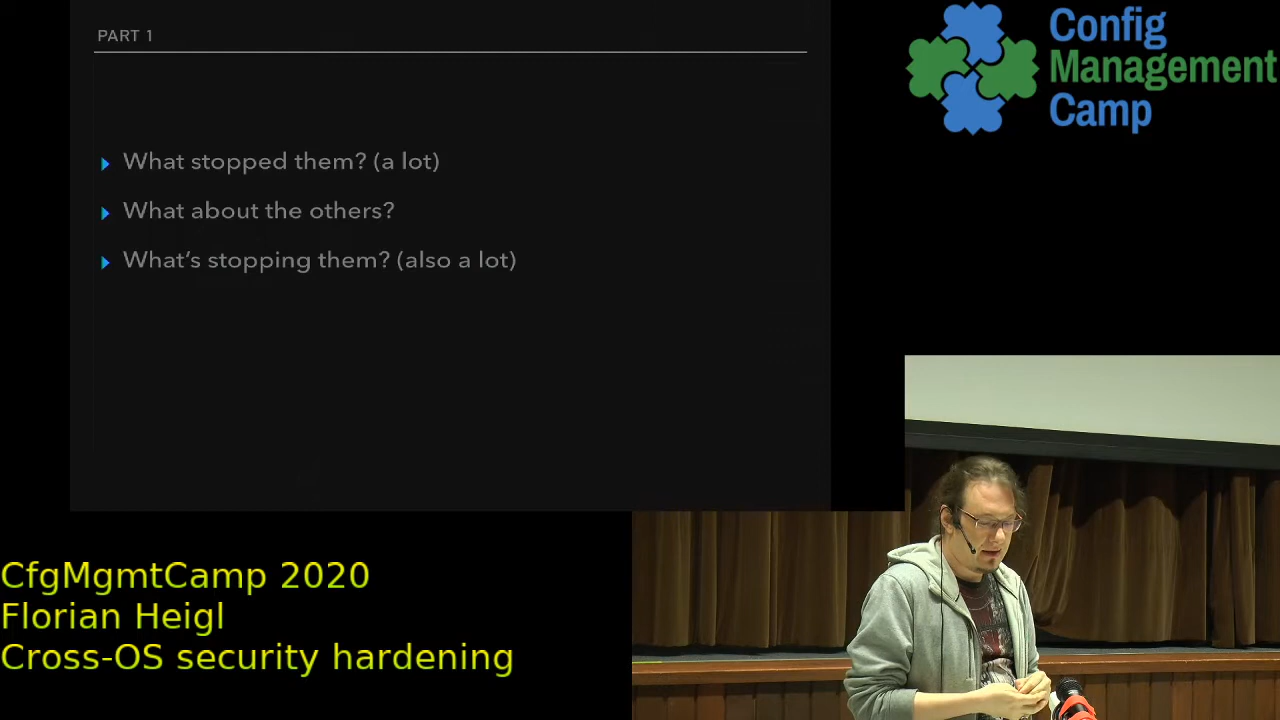 PART 1
What stopped them? (a lot)
What about the others?
What's stopping them? (also a lot)
Config
Management
Camp
CfgMgmtCamp 2020
Florian Heigl
Cross-OS security hardening